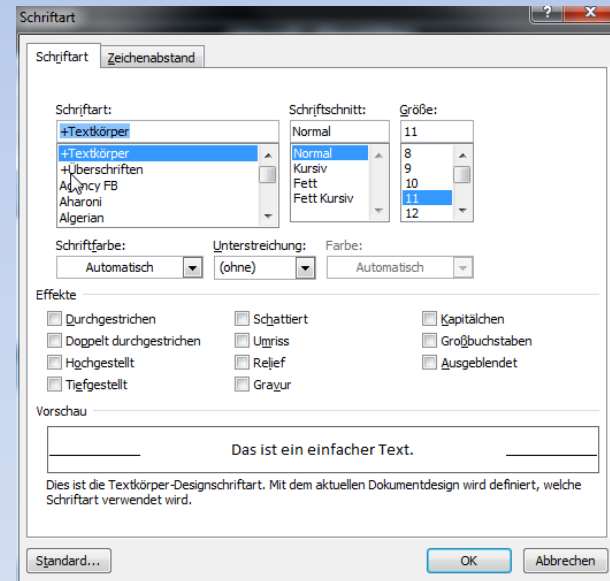 Schriftart
Schriftart Zeichenabstand
Schriftart: Schriftschnitt: Größe:
+Textkörper Normal 11
+Textkörper Normal 8
+Überschriften Kursiv 9
Agency FB Fett 10
Aharoni Fett Kursiv 11
Algerian 12
Schriftfarbe: Unterstreichung: Farbe:
Automatisch (ohne) Automatisch
Effekte
Durchgestrichen Schattiert Kapitälchen
Doppelt durchgestrichen Umriss Großbuchstaben
Hochgestellt Relief Ausgeblendet
Tiefgestellt Gravur
Vorschau
Das ist ein einfacher Text.
Dies ist die Textkörper-Designschriftart. Mit dem aktuellen Dokumentdesign wird definiert, welche
Schriftart verwendet wird.
Standard... OK Abbrechen